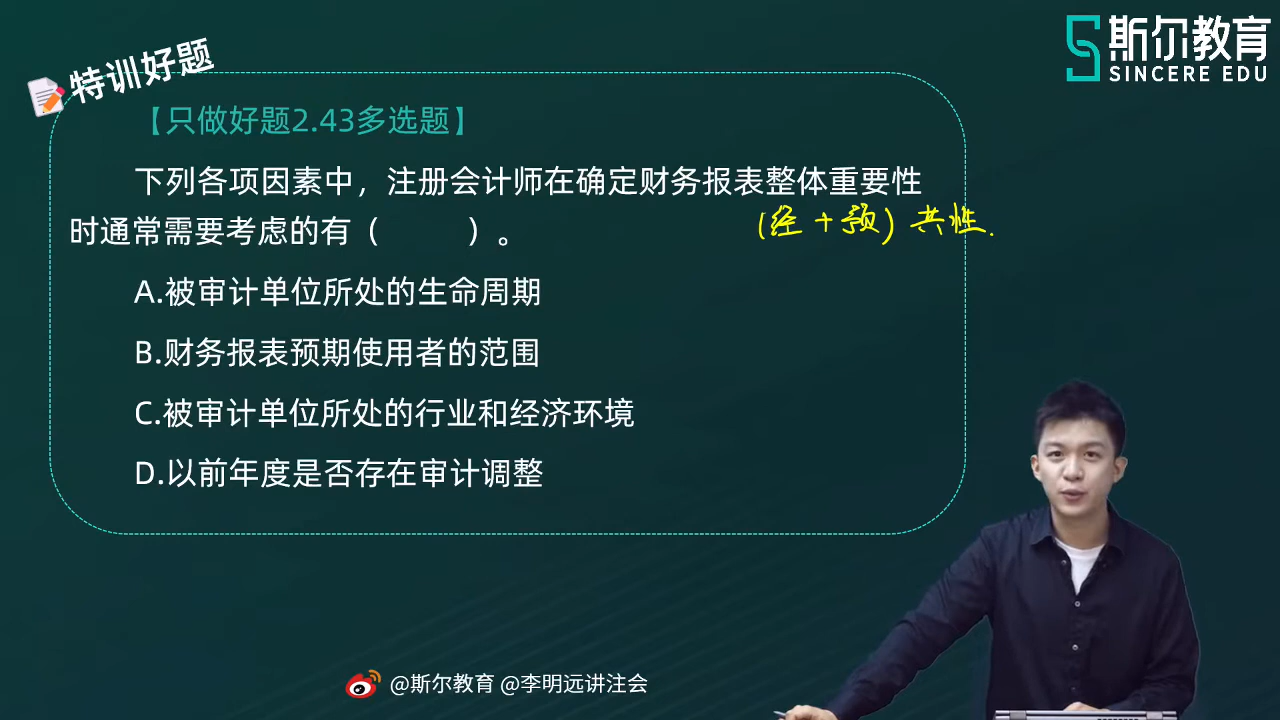 斯尔教育
SINCERE EDU
特训好题
【只做好题2.43多选题】
下列各项因素中，注册会计师在确定财务报表整体重要性
时通常需要考虑的有（　　）。
(经+预)共性.
A.被审计单位所处的生命周期
B.财务报表预期使用者的范围
C.被审计单位所处的行业和经济环境
D.以前年度是否存在审计调整
@斯尔教育 @李明远讲注会